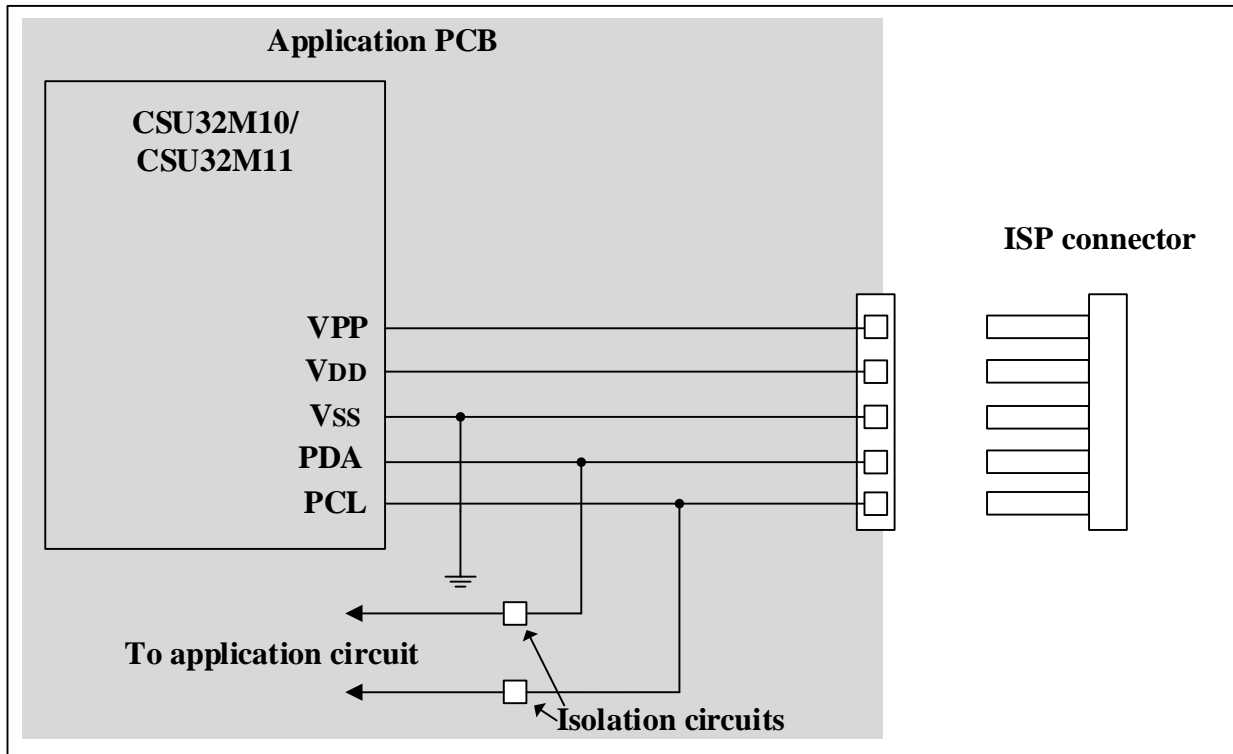 Application PCB
CSU32M10/
CSU32M11
ISP connector
VPP
VDD
VSS
PDA
PCL
To application circuit
Isolation circuits